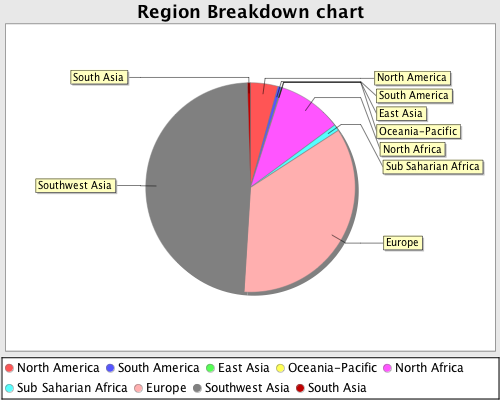 Region Breakdown chart
South Asia
North America
South America
East Asia
Oceania-Pacific
North Africa
Sub Saharian Africa
Southwest Asia
Europe
North America South America East Asia Oceania-Pacific North Africa
Sub Saharian Africa Europe Southwest Asia South Asia